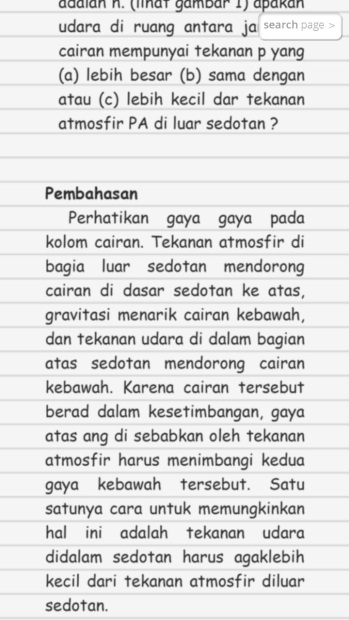 adalah h. (lihat gambar 1) apakah
udara di ruang antara ja
search page >
cairan mempunyai tekanan p yang
(a) lebih besar (b) sama dengan
atau (c) lebih kecil dar tekanan
atmosfir PA di luar sedotan ?
Pembahasan
Perhatikan gaya gaya pada
kolom cairan. Tekanan atmosfir di
bagia luar sedotan mendorong
cairan di dasar sedotan ke atas,
gravitasi menarik cairan kebawah,
dan tekanan udara di dalam bagian
atas sedotan mendorong cairan
kebawah. Karena cairan tersebut
berad dalam kesetimbangan, gaya
atas ang di sebabkan oleh tekanan
atmosfir harus menimbangi kedua
gaya kebawah tersebut. Satu
satunya cara untuk memungkinkan
hal ini adalah tekanan udara
didalam sedotan harus agaklebih
kecil dari tekanan atmosfir diluar
sedotan.